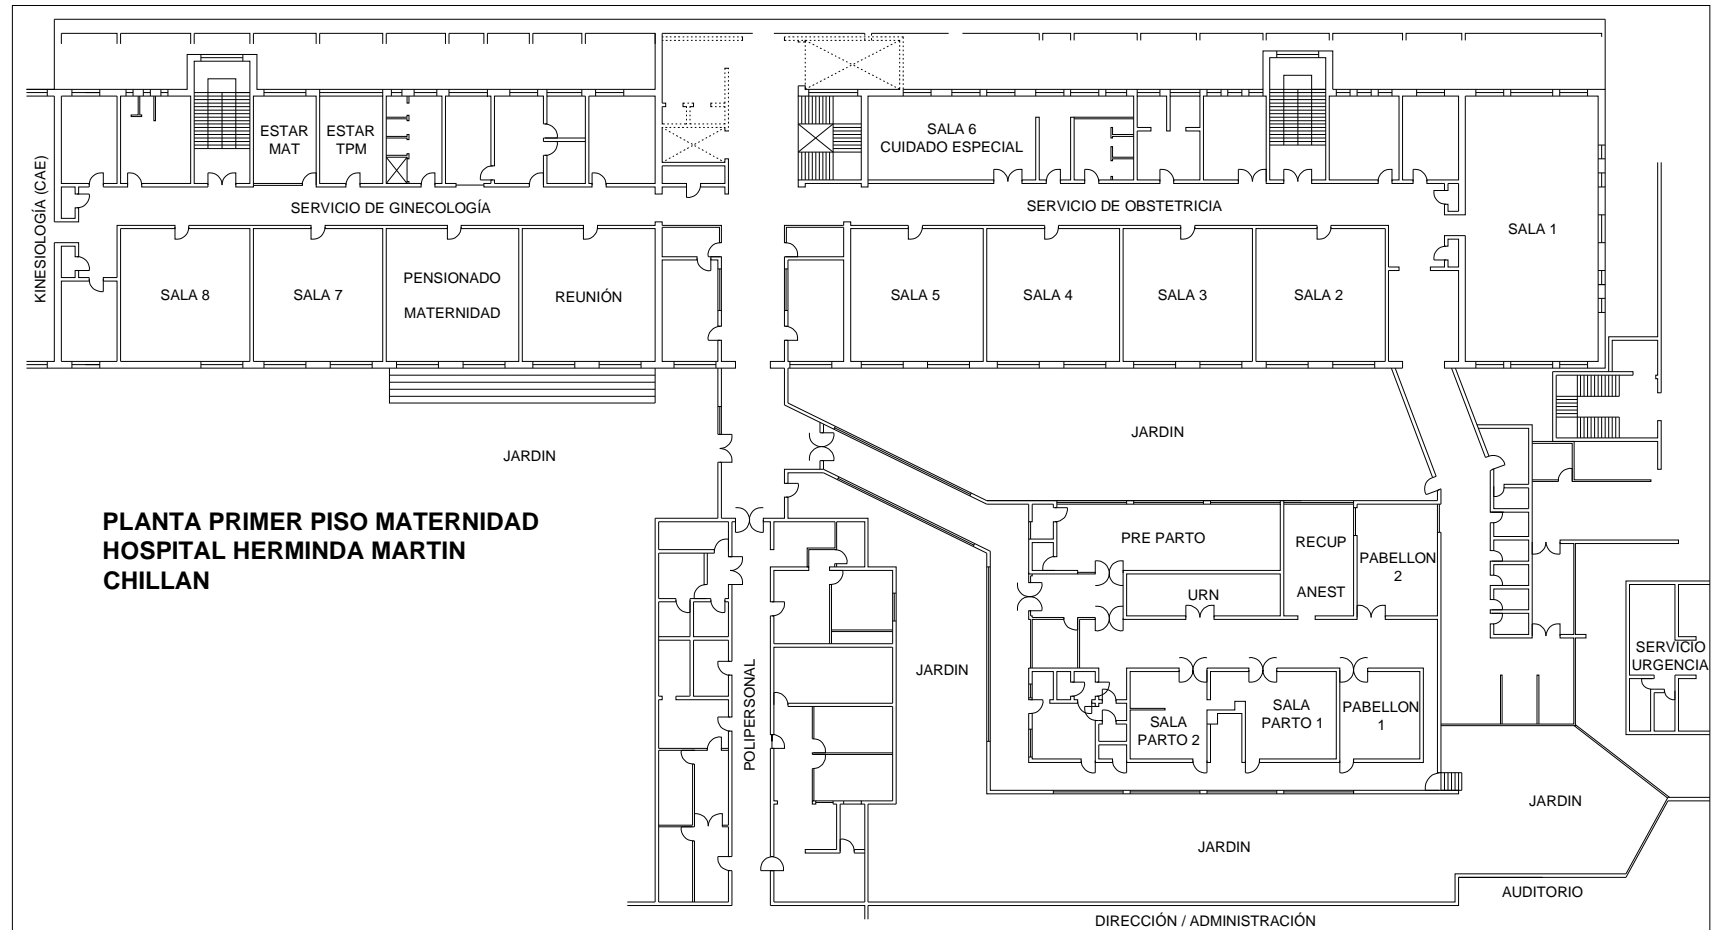 ESTAR
MAT
ESTAR
TPM
SALA 6
CUIDADO ESPECIAL
KINESIOLOGÍA (CAE)
SERVICIO DE GINECOLOGÍA
SERVICIO DE OBSTETRICIA
SALA 1
SALA 8
SALA 7
PENSIONADO
MATERNIDAD
REUNIÓN
SALA 5
SALA 4
SALA 3
SALA 2
JARDIN
JARDIN
PLANTA PRIMER PISO MATERNIDAD
HOSPITAL HERMINDA MARTIN
CHILLAN
PRE PARTO
RECUP
ANEST
PABELLON
2
URN
SERVICIO
URGENCIA
JARDIN
POLIPERSONAL
SALA
PARTO 2
SALA
PARTO 1
PABELLON
1
JARDIN
JARDIN
AUDITORIO
DIRECCIÓN / ADMINISTRACIÓN